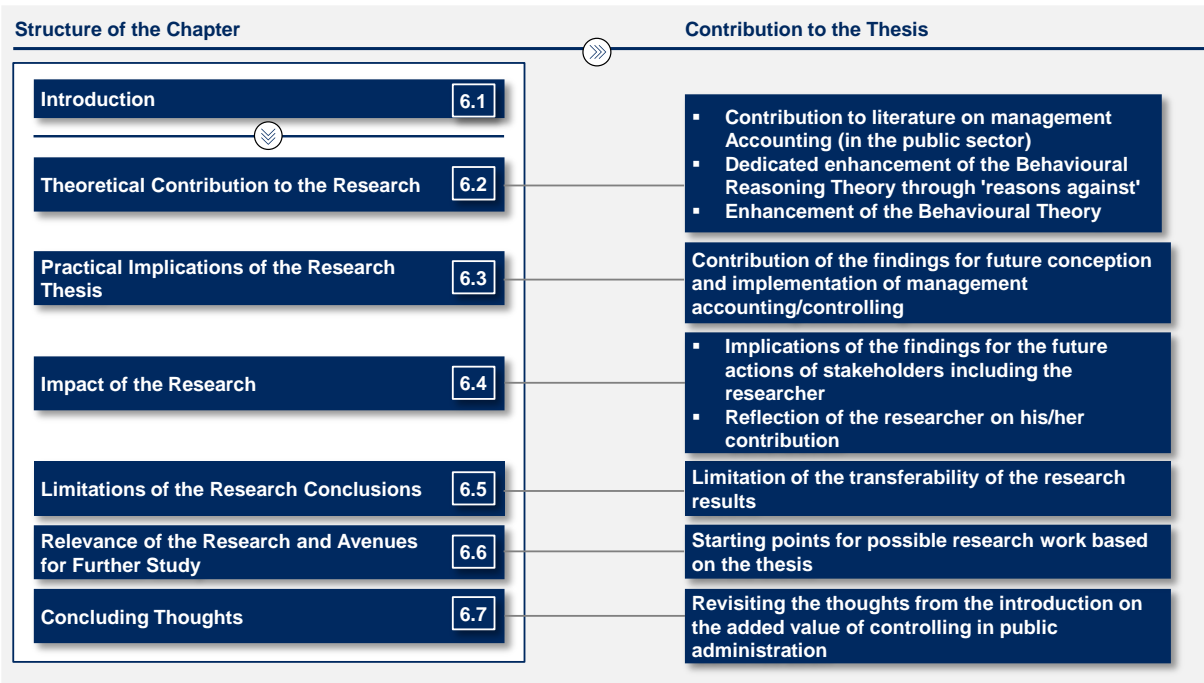 Structure of the Chapter
Contribution to the Thesis
Introduction
6.1
Theoretical Contribution to the Research
6.2
▪ Contribution to literature on management
Accounting (in the public sector)
▪ Dedicated enhancement of the Behavioural
Reasoning Theory through 'reasons against'
▪ Enhancement of the Behavioural Theory
Practical Implications of the Research
Thesis
6.3
Contribution of the findings for future conception
and implementation of management
accounting/controlling
Impact of the Research
6.4
▪ Implications of the findings for the future
actions of stakeholders including the
researcher
▪ Reflection of the researcher on his/her
contribution
Limitations of the Research Conclusions
6.5
Limitation of the transferability of the research
results
Relevance of the Research and Avenues
for Further Study
6.6
Starting points for possible research work based
on the thesis
Concluding Thoughts
6.7
Revisiting the thoughts from the introduction on
the added value of controlling in public
administration